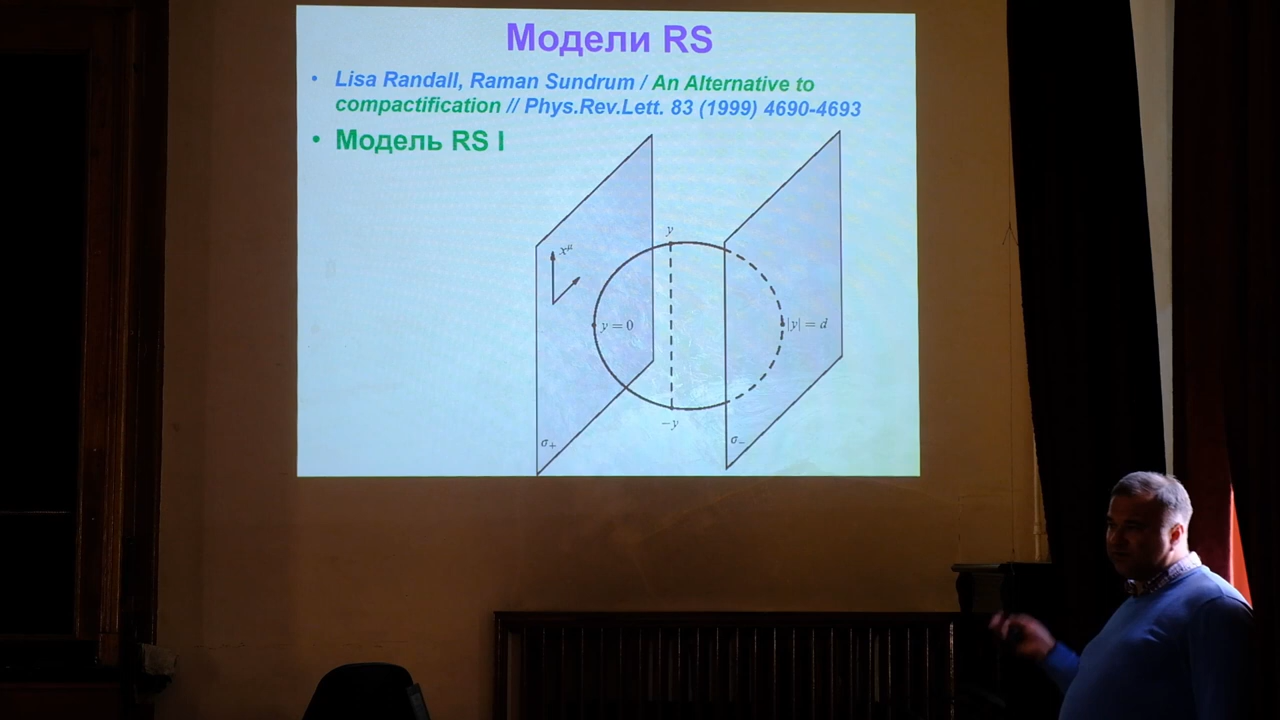 Модели RS
• Lisa Randall, Raman Sundrum / An Alternative to
compactification // Phys.Rev.Lett. 83 (1999) 4690-4693
• Модель RS I
y
x^μ
y = 0
|y| = d
−y
σ₊
σ₋